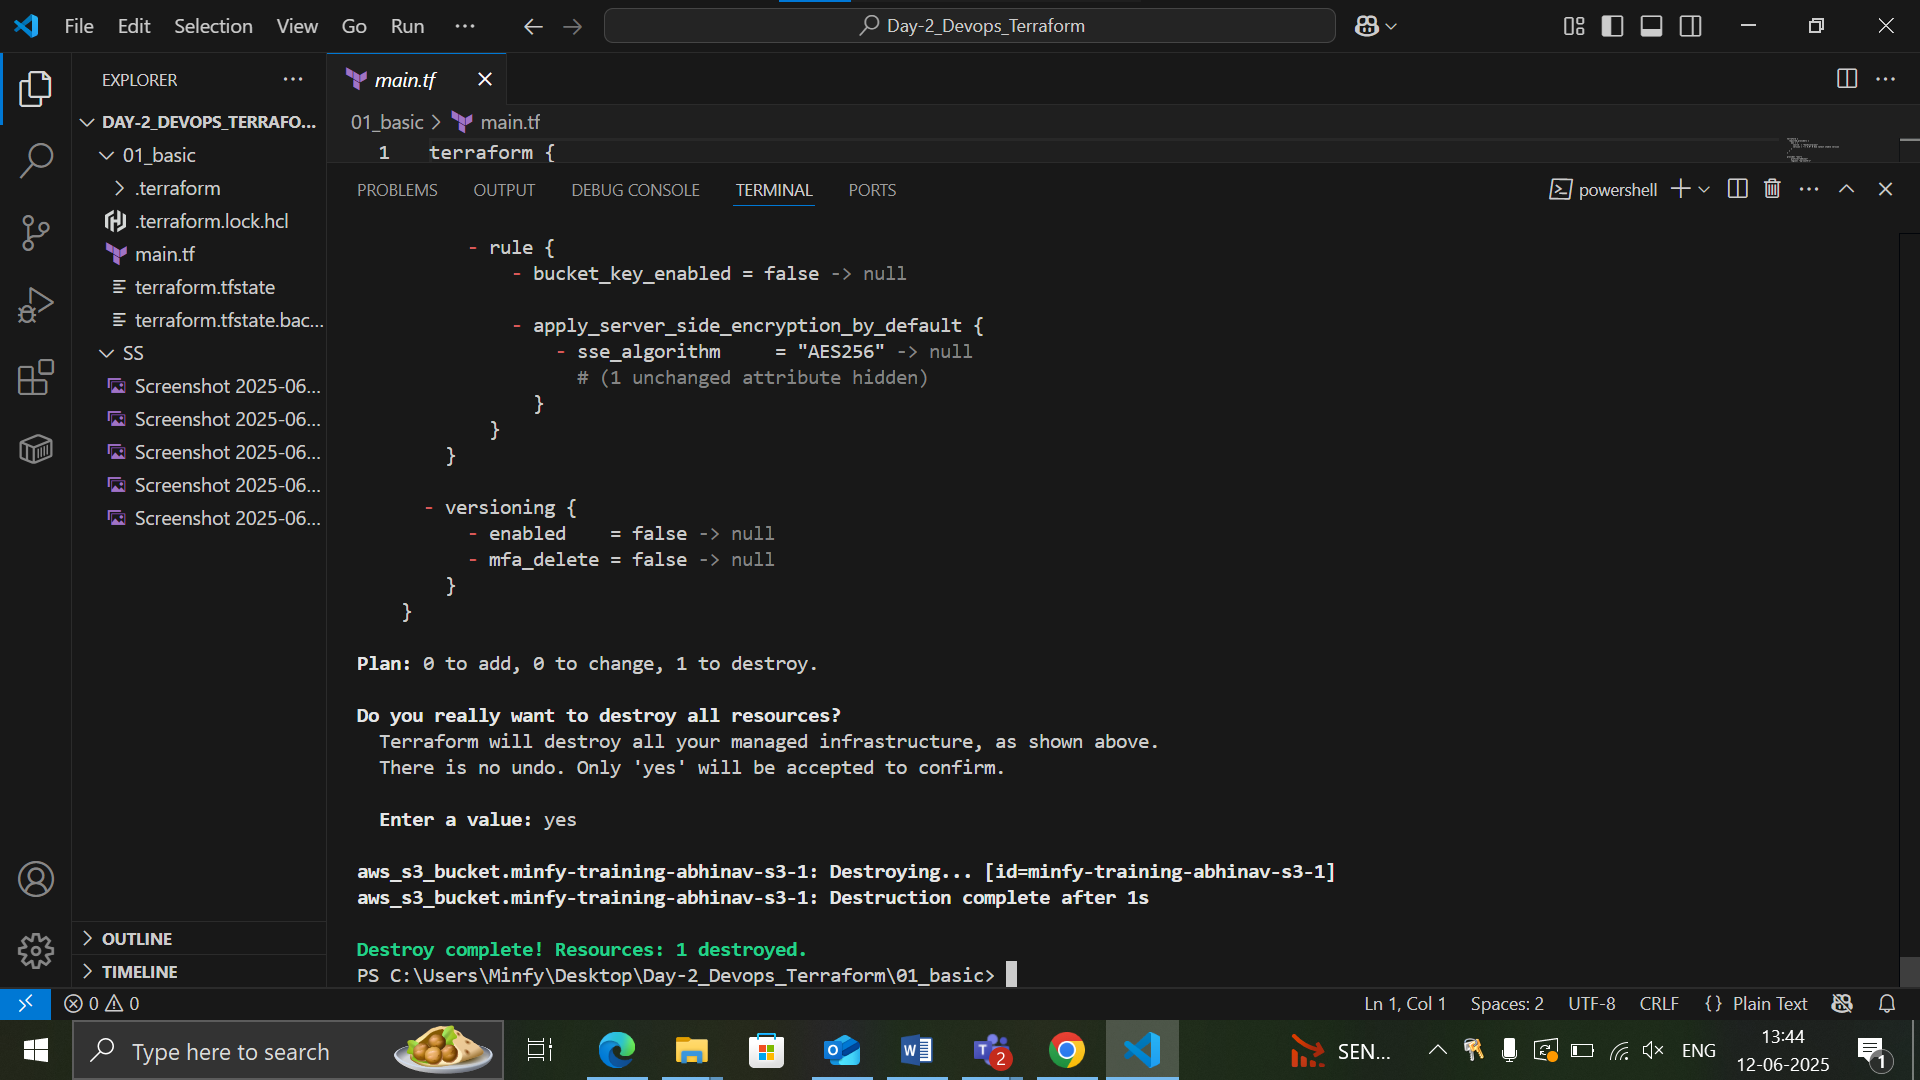 File Edit Selection View Go Run ...
Day-2_Devops_Terraform
EXPLORER
DAY-2_DEVOPS_TERRAFO...
01_basic
.terraform
.terraform.lock.hcl
main.tf
terraform.tfstate
terraform.tfstate.bac...
SS
Screenshot 2025-06...
Screenshot 2025-06...
Screenshot 2025-06...
Screenshot 2025-06...
Screenshot 2025-06...
OUTLINE
TIMELINE
main.tf
01_basic > main.tf
1 terraform {
PROBLEMS OUTPUT DEBUG CONSOLE TERMINAL PORTS
powershell
- rule {
- bucket_key_enabled = false -> null
- apply_server_side_encryption_by_default {
- sse_algorithm     = "AES256" -> null
# (1 unchanged attribute hidden)
}
}
}
- versioning {
- enabled    = false -> null
- mfa_delete = false -> null
}
}
Plan: 0 to add, 0 to change, 1 to destroy.
Do you really want to destroy all resources?
Terraform will destroy all your managed infrastructure, as shown above.
There is no undo. Only 'yes' will be accepted to confirm.
Enter a value: yes
aws_s3_bucket.minfy-training-abhinav-s3-1: Destroying... [id=minfy-training-abhinav-s3-1]
aws_s3_bucket.minfy-training-abhinav-s3-1: Destruction complete after 1s
Destroy complete! Resources: 1 destroyed.
PS C:\Users\Minfy\Desktop\Day-2_Devops_Terraform\01_basic>
0 0
Ln 1, Col 1 Spaces: 2 UTF-8 CRLF {} Plain Text
Type here to search
2
SEN...
ENG
13:44
12-06-2025
1